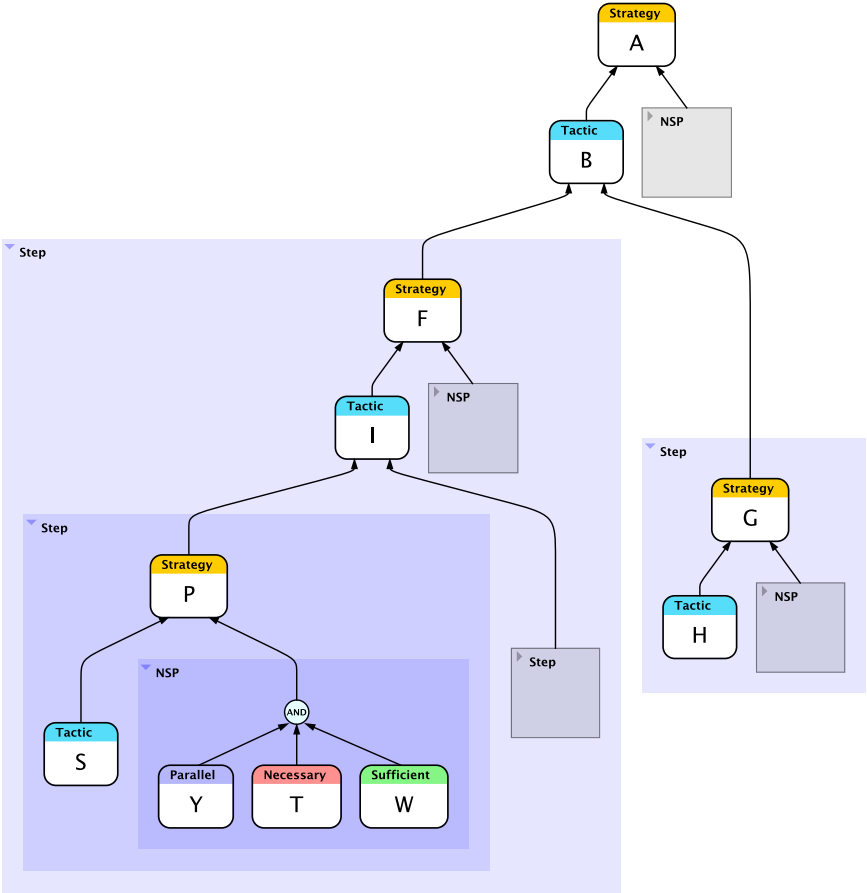 Strategy
A
Tactic
B
NSP
Step
Strategy
F
Tactic
I
NSP
Step
Strategy
G
Tactic
H
NSP
Step
Strategy
P
Step
NSP
AND
Tactic
S
Parallel
Y
Necessary
T
Sufficient
W